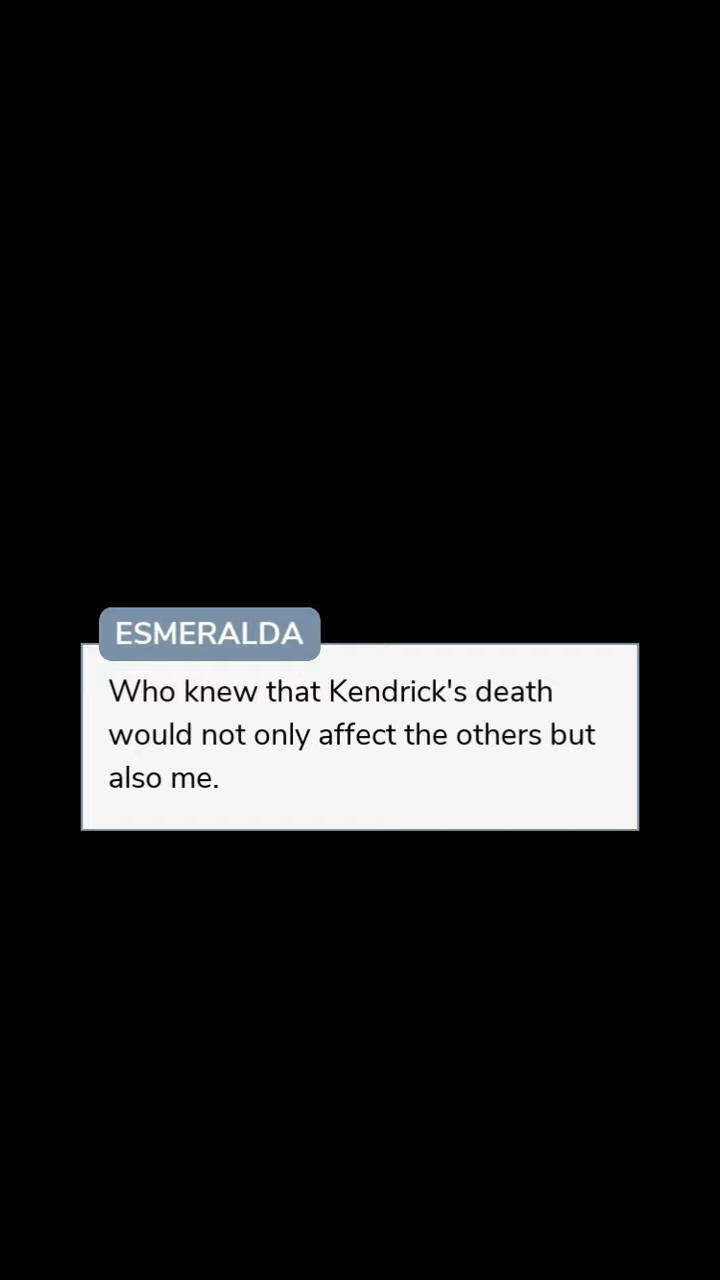 ESMERALDA
Who knew that Kendrick's death
would not only affect the others but
also me.